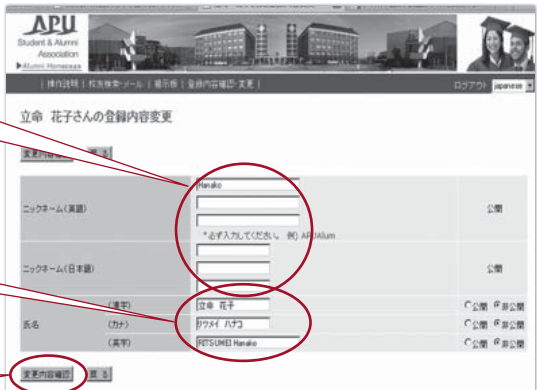 APU
Student & Alumni
Association
▶Alumni Homepage
| 操作説明 | 校友検索・メール | 掲示板 | 登録内容確認・変更 |
ログアウト japanese
立命 花子さんの登録内容変更
変更内容確認 戻る
ニックネーム(英語)
Hanako
*必ず入力してください。 例) APUAlum
公開
ニックネーム(日本語)
公開
氏名
(漢字) 立命 花子 公開 非公開
(カナ) リツメイ ハナコ 公開 非公開
(英字) RITSUMEI Hanako 公開 非公開
変更内容確認 戻る